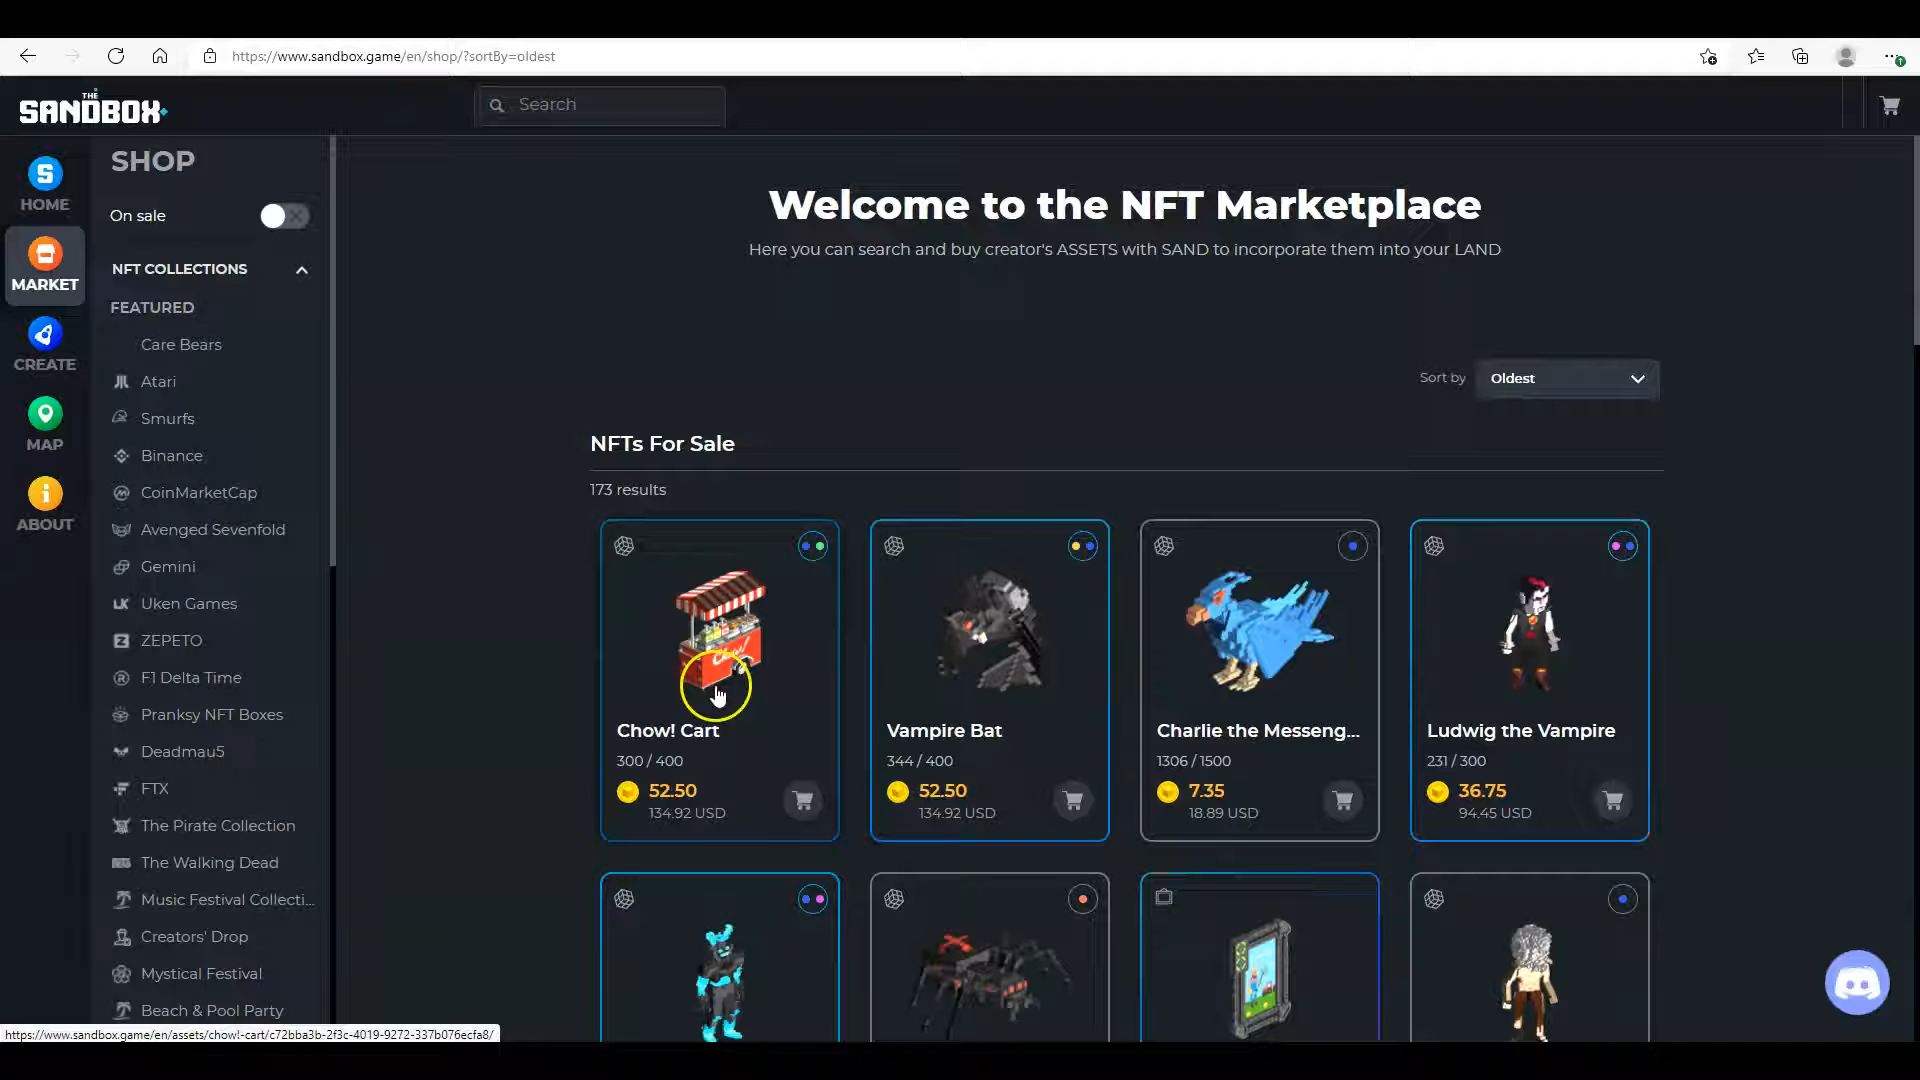 https://www.sandbox.game/en/shop/?sortBy=oldest
THE
SANDBOX
Search
HOME
MARKET
CREATE
MAP
ABOUT
SHOP
On sale
NFT COLLECTIONS
FEATURED
Care Bears
Atari
Smurfs
Binance
CoinMarketCap
Avenged Sevenfold
Gemini
Uken Games
ZEPETO
F1 Delta Time
Pranksy NFT Boxes
Deadmau5
FTX
The Pirate Collection
The Walking Dead
Music Festival Collecti...
Creators' Drop
Mystical Festival
Beach & Pool Party
Welcome to the NFT Marketplace
Here you can search and buy creator's ASSETS with SAND to incorporate them into your LAND
Sort by
Oldest
NFTs For Sale
173 results
Chow!
Chow! Cart
300 / 400
52.50
134.92 USD
Vampire Bat
344 / 400
52.50
134.92 USD
Charlie the Messeng...
1306 / 1500
7.35
18.89 USD
Ludwig the Vampire
231 / 300
36.75
94.45 USD
https://www.sandbox.game/en/assets/chow!-cart/c72bba3b-2f3c-4019-9272-337b076ecfa8/